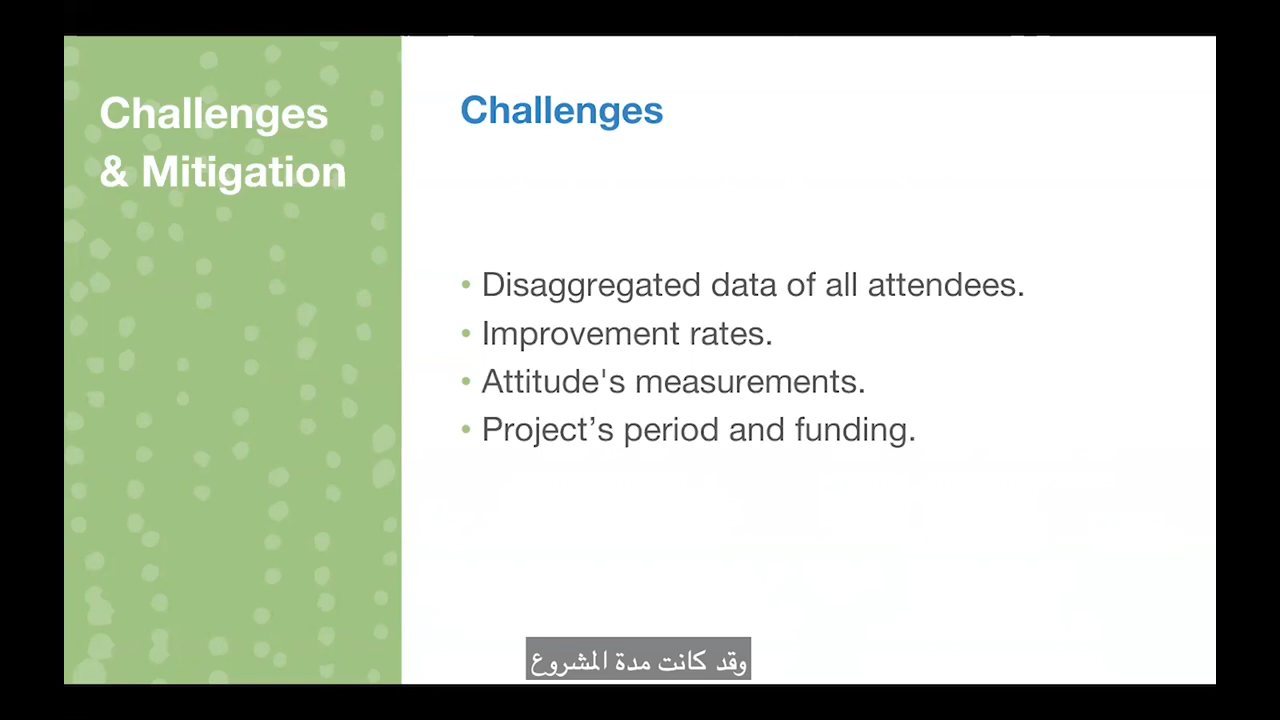 Challenges
& Mitigation
Challenges
• Disaggregated data of all attendees.
• Improvement rates.
• Attitude's measurements.
• Project’s period and funding.
وقد كانت مدة المشروع